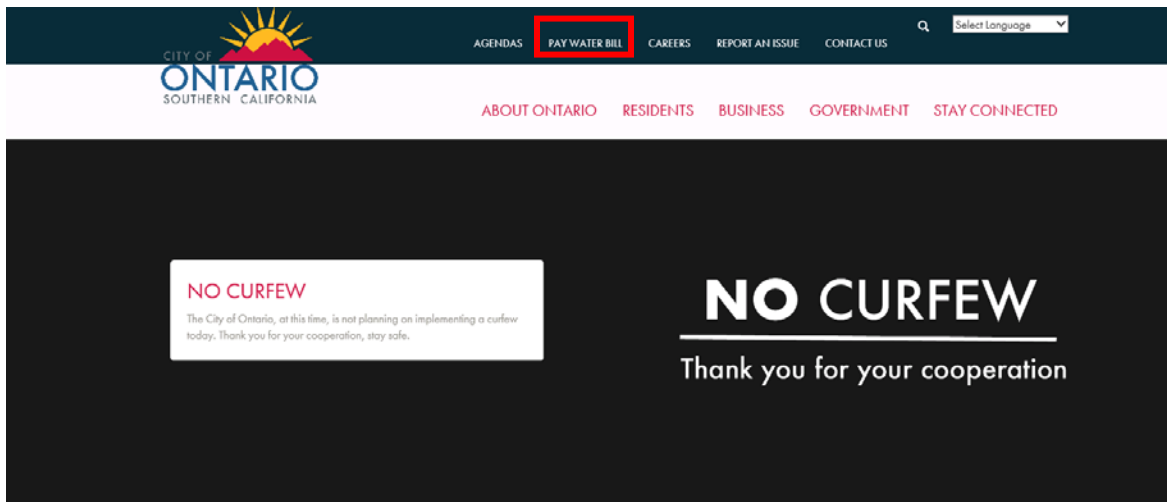 CITY OF
ONTARIO
SOUTHERN CALIFORNIA
AGENDAS PAY WATER BILL CAREERS REPORT AN ISSUE CONTACT US
Select Language
ABOUT ONTARIO RESIDENTS BUSINESS GOVERNMENT STAY CONNECTED
NO CURFEW
The City of Ontario, at this time, is not planning on implementing a curfew
today. Thank you for your cooperation, stay safe.
NO CURFEW
Thank you for your cooperation